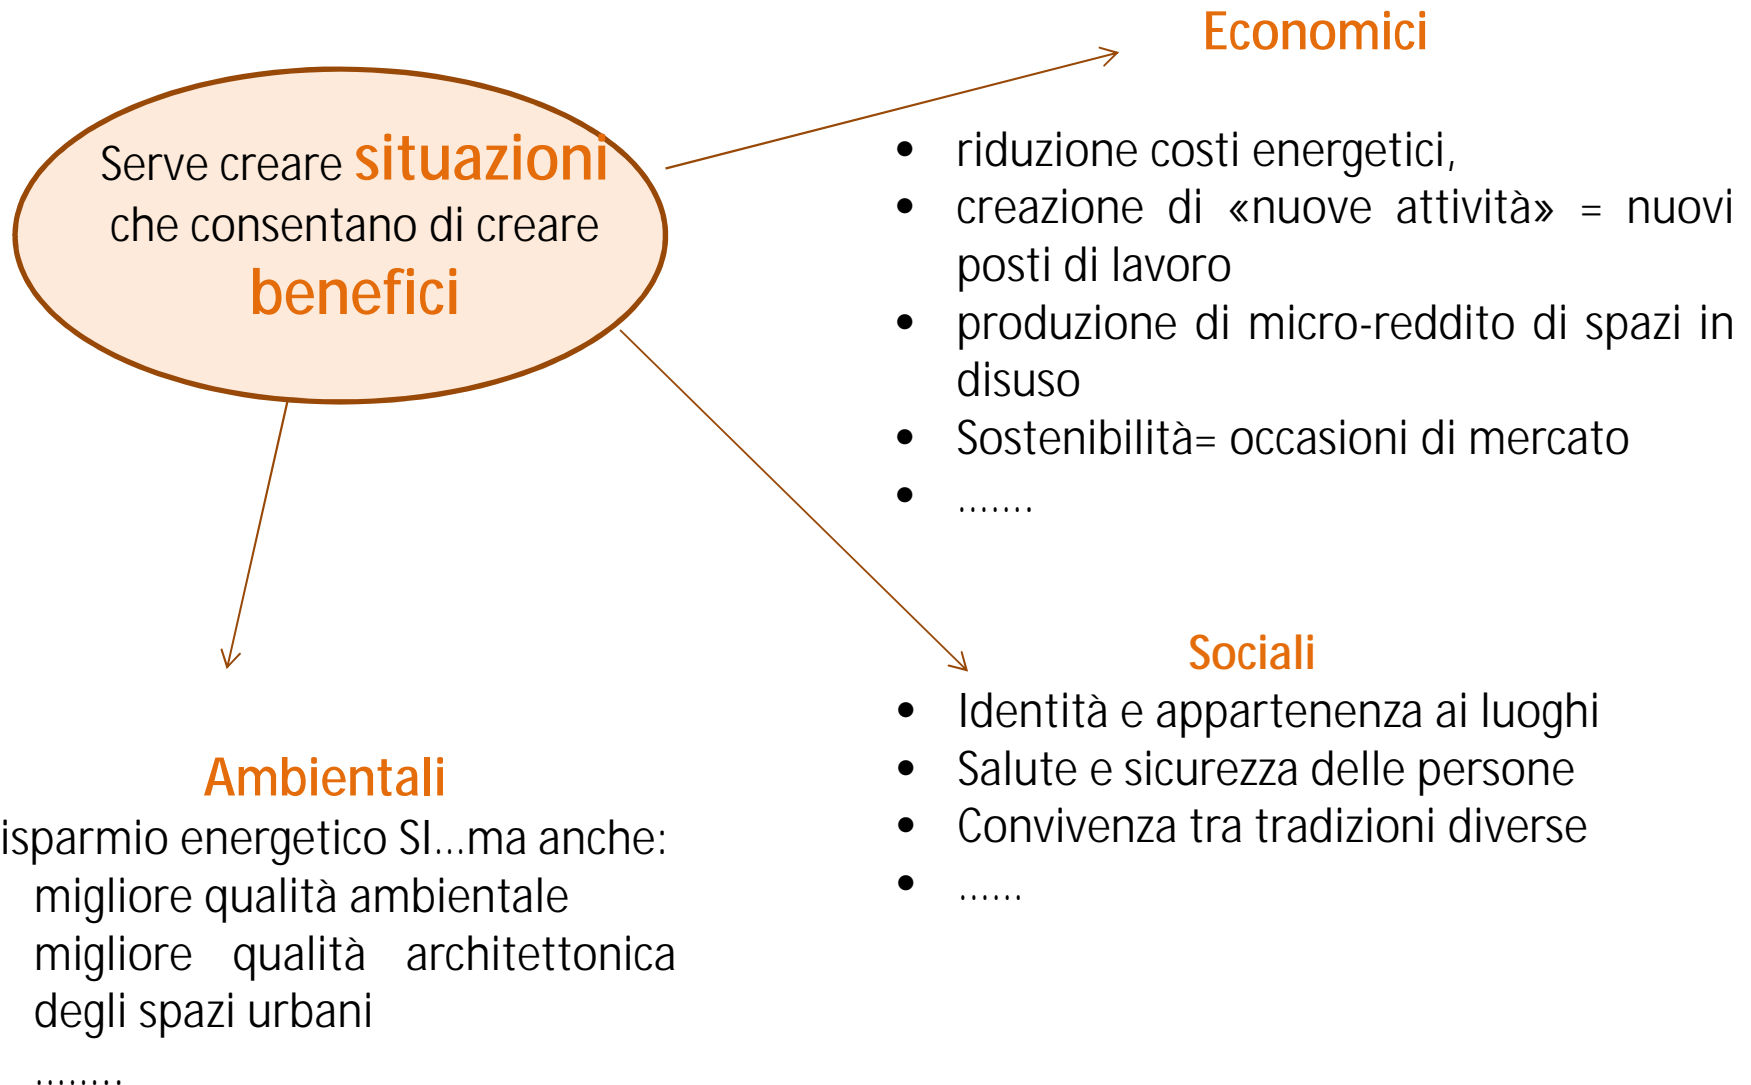 Serve creare situazioni
che consentano di creare
benefici
Economici
• riduzione costi energetici,
• creazione di «nuove attività» = nuovi
posti di lavoro
• produzione di micro-reddito di spazi in
disuso
• Sostenibilità= occasioni di mercato
• .......
Sociali
• Identità e appartenenza ai luoghi
• Salute e sicurezza delle persone
• Convivenza tra tradizioni diverse
• ......
Ambientali
isparmio energetico SI...ma anche:
migliore qualità ambientale
migliore qualità architettonica
degli spazi urbani
........